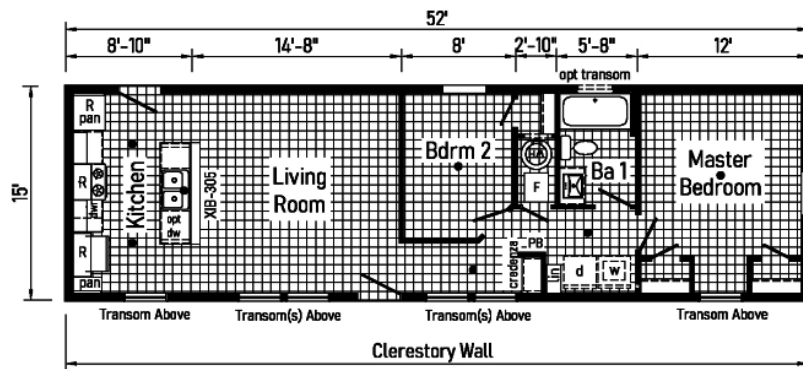 52'
8'-10" 14'-8" 8' 2'-10" 5'-8" 12'
opt transom
15'
R
pan
R
dwr
R
pan
Kitchen
opt
dw
XIB-305
Living
Room
Bdrm 2
WH
F
Ba 1
Master
Bedroom
PB
credenza
lin
d
w
Transom Above
Transom(s) Above
Transom(s) Above
Transom Above
Clerestory Wall